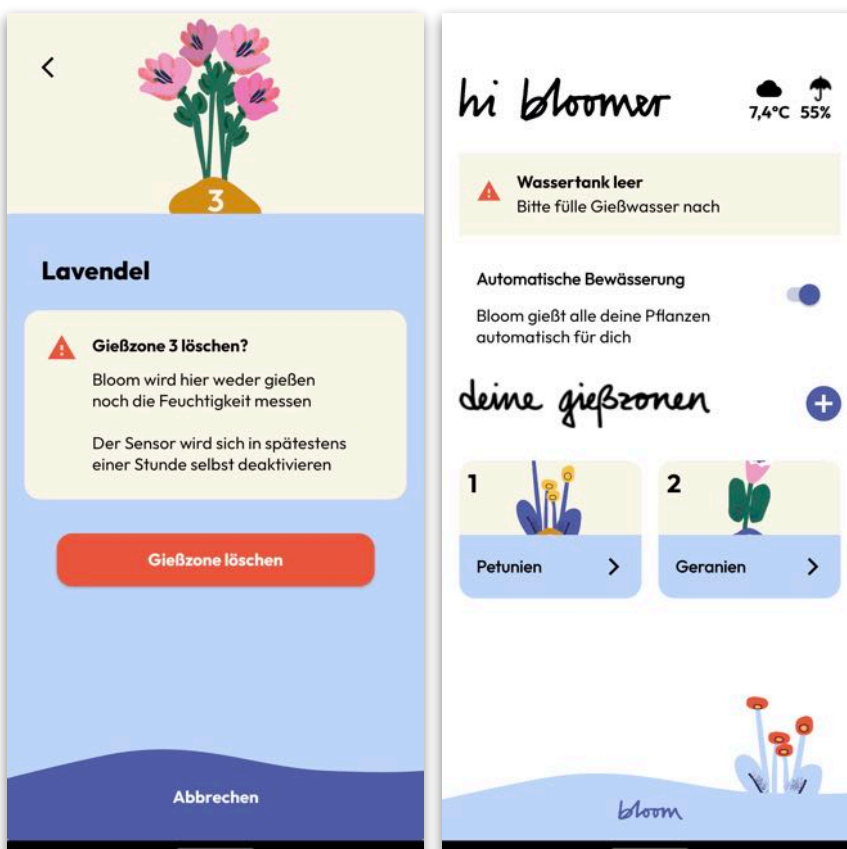 3
Lavendel
Gießzone 3 löschen?
Bloom wird hier weder gießen
noch die Feuchtigkeit messen
Der Sensor wird sich in spätestens
einer Stunde selbst deaktivieren
Gießzone löschen
Abbrechen
hi bloomer
7,4°C 55%
Wassertank leer
Bitte fülle Gießwasser nach
Automatische Bewässerung
Bloom gießt alle deine Pflanzen
automatisch für dich
deine gießzonen
1
2
Petunien
Geranien
bloom